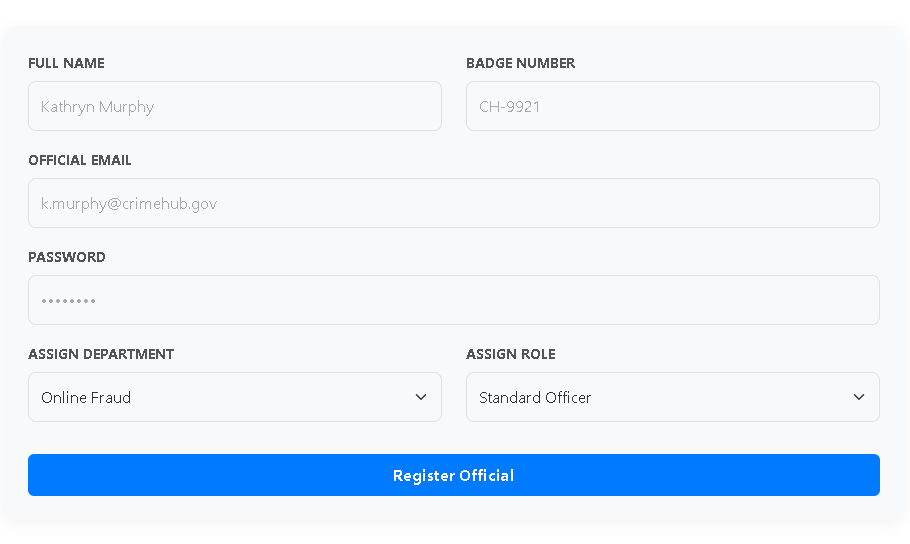 FULL NAME BADGE NUMBER
Kathryn Murphy CH-9921
OFFICIAL EMAIL
k.murphy@crimehub.gov
PASSWORD
••••••••
ASSIGN DEPARTMENT ASSIGN ROLE
Online Fraud Standard Officer
Register Official